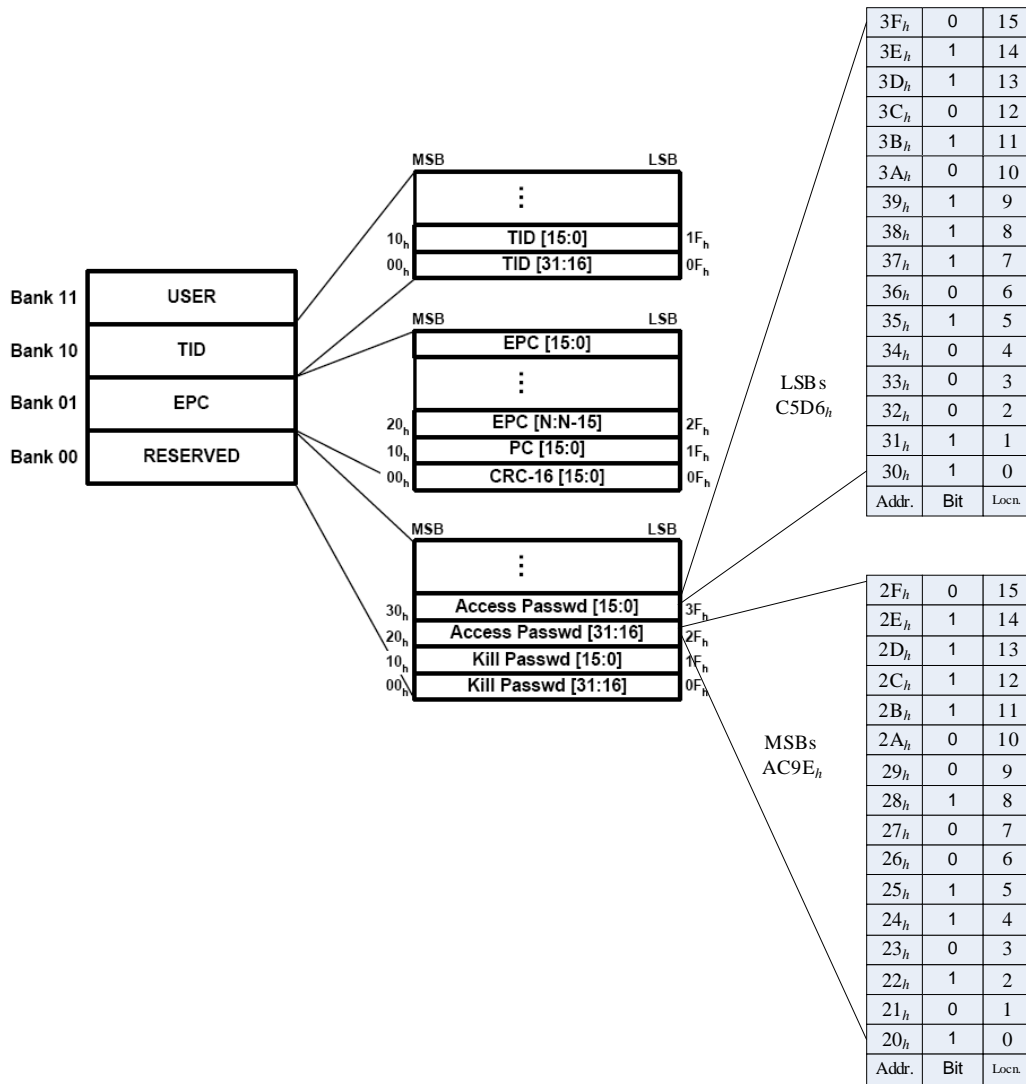 Bank 11 USER
Bank 10 TID
Bank 01 EPC
Bank 00 RESERVED
MSB LSB
⋮
10h TID [15:0] 1Fh
00h TID [31:16] 0Fh
MSB LSB
EPC [15:0]
⋮
20h EPC [N:N-15] 2Fh
10h PC [15:0] 1Fh
00h CRC-16 [15:0] 0Fh
MSB LSB
⋮
30h Access Passwd [15:0] 3Fh
20h Access Passwd [31:16] 2Fh
10h Kill Passwd [15:0] 1Fh
00h Kill Passwd [31:16] 0Fh
LSBs
C5D6h
3Fh 0 15
3Eh 1 14
3Dh 1 13
3Ch 0 12
3Bh 1 11
3Ah 0 10
39h 1 9
38h 1 8
37h 1 7
36h 0 6
35h 1 5
34h 0 4
33h 0 3
32h 0 2
31h 1 1
30h 1 0
Addr. Bit Locn.
MSBs
AC9Eh
2Fh 0 15
2Eh 1 14
2Dh 1 13
2Ch 1 12
2Bh 1 11
2Ah 0 10
29h 0 9
28h 1 8
27h 0 7
26h 0 6
25h 1 5
24h 1 4
23h 0 3
22h 1 2
21h 0 1
20h 1 0
Addr. Bit Locn.